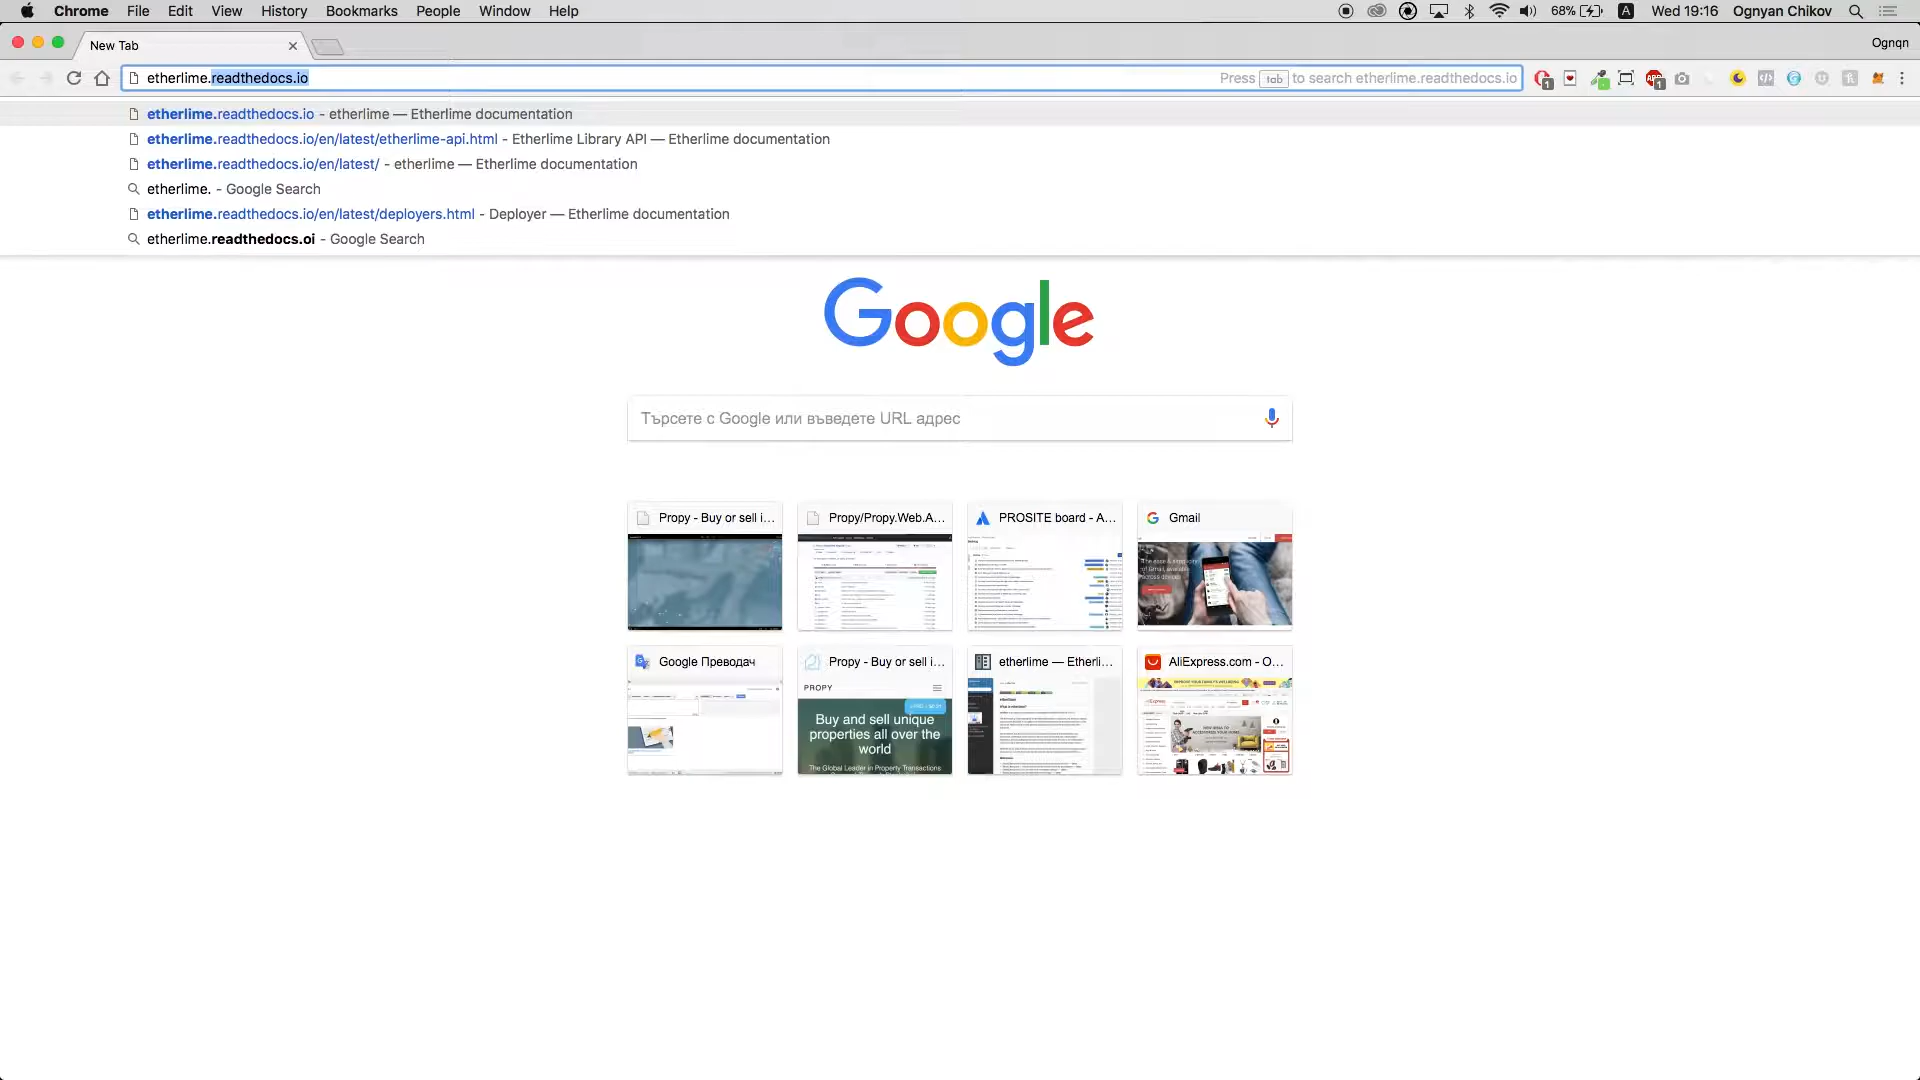 Chrome File Edit View History Bookmarks People Window Help 68% A Wed 19:16 Ognyan Chikov
New Tab Ognqn
etherlime.readthedocs.io Press tab to search etherlime.readthedocs.io
etherlime.readthedocs.io - etherlime — Etherlime documentation
etherlime.readthedocs.io/en/latest/etherlime-api.html - Etherlime Library API — Etherlime documentation
etherlime.readthedocs.io/en/latest/ - etherlime — Etherlime documentation
etherlime. - Google Search
etherlime.readthedocs.io/en/latest/deployers.html - Deployer — Etherlime documentation
etherlime.readthedocs.oi - Google Search
Google
Търсете с Google или въведете URL адрес
Propy - Buy or sell i... Propy/Propy.Web.A... PROSITE board - A... Gmail
Google Преводач Propy - Buy or sell i... etherlime — Etherli... AliExpress.com - O...
PROPY
Buy and sell unique
properties all over the
world
The Global Leader in Property Transactions